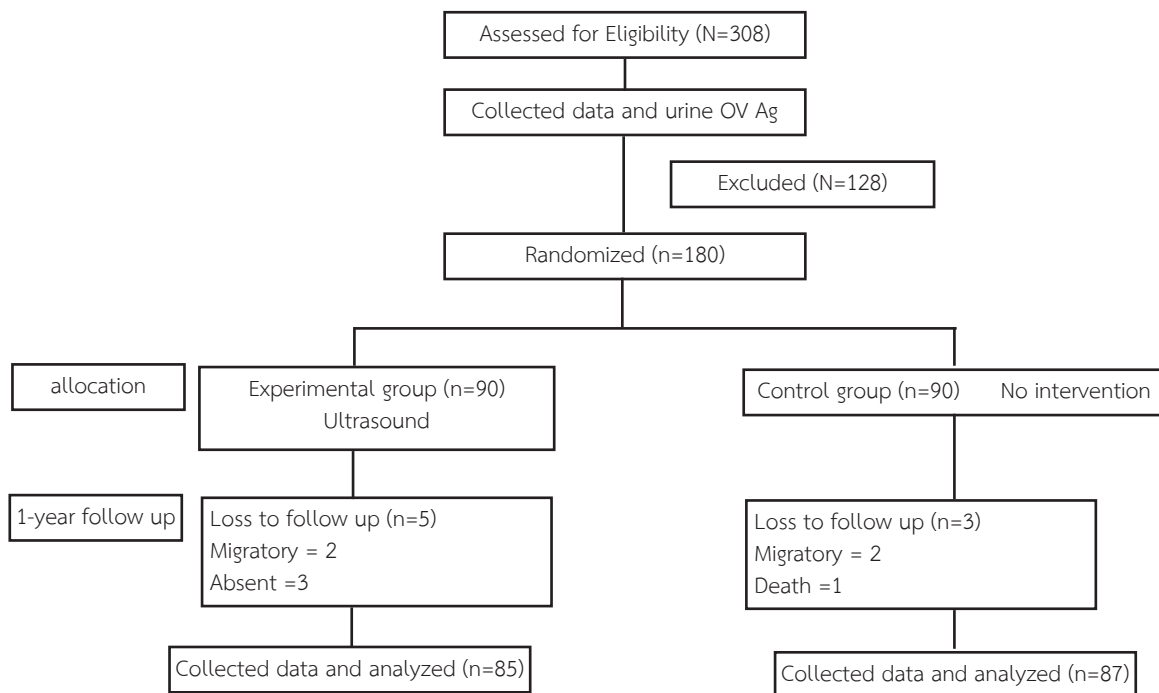 Assessed for Eligibility (N=308)
Collected data and urine OV Ag
Excluded (N=128)
Randomized (n=180)
allocation
Experimental group (n=90)
Ultrasound
Control group (n=90) No intervention
1-year follow up
Loss to follow up (n=5)
Migratory = 2
Absent =3
Loss to follow up (n=3)
Migratory = 2
Death =1
Collected data and analyzed (n=85)
Collected data and analyzed (n=87)